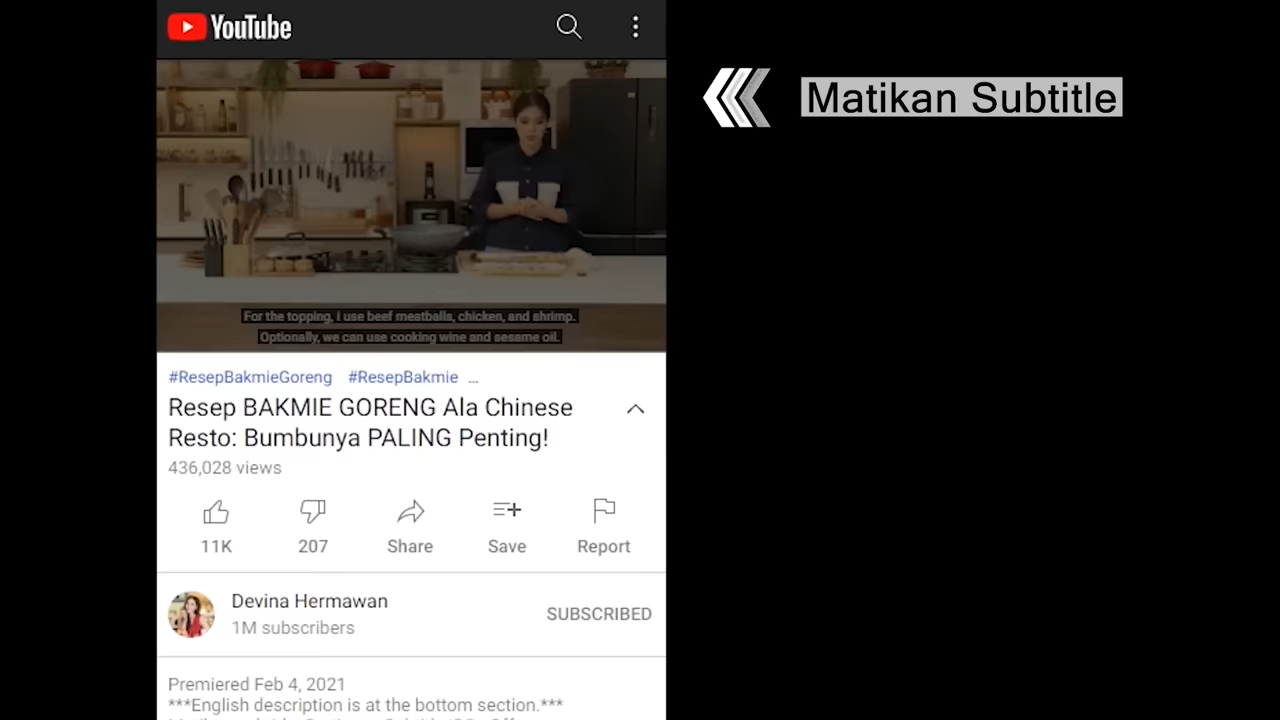 YouTube
Matikan Subtitle
For the topping, I use beef meatballs, chicken, and shrimp.
Optionally, we can use cooking wine and sesame oil.
#ResepBakmieGoreng #ResepBakmie ...
Resep BAKMIE GORENG Ala Chinese
Resto: Bumbunya PALING Penting!
436,028 views
11K 207 Share Save Report
Devina Hermawan
1M subscribers
SUBSCRIBED
Premiered Feb 4, 2021
***English description is at the bottom section.***